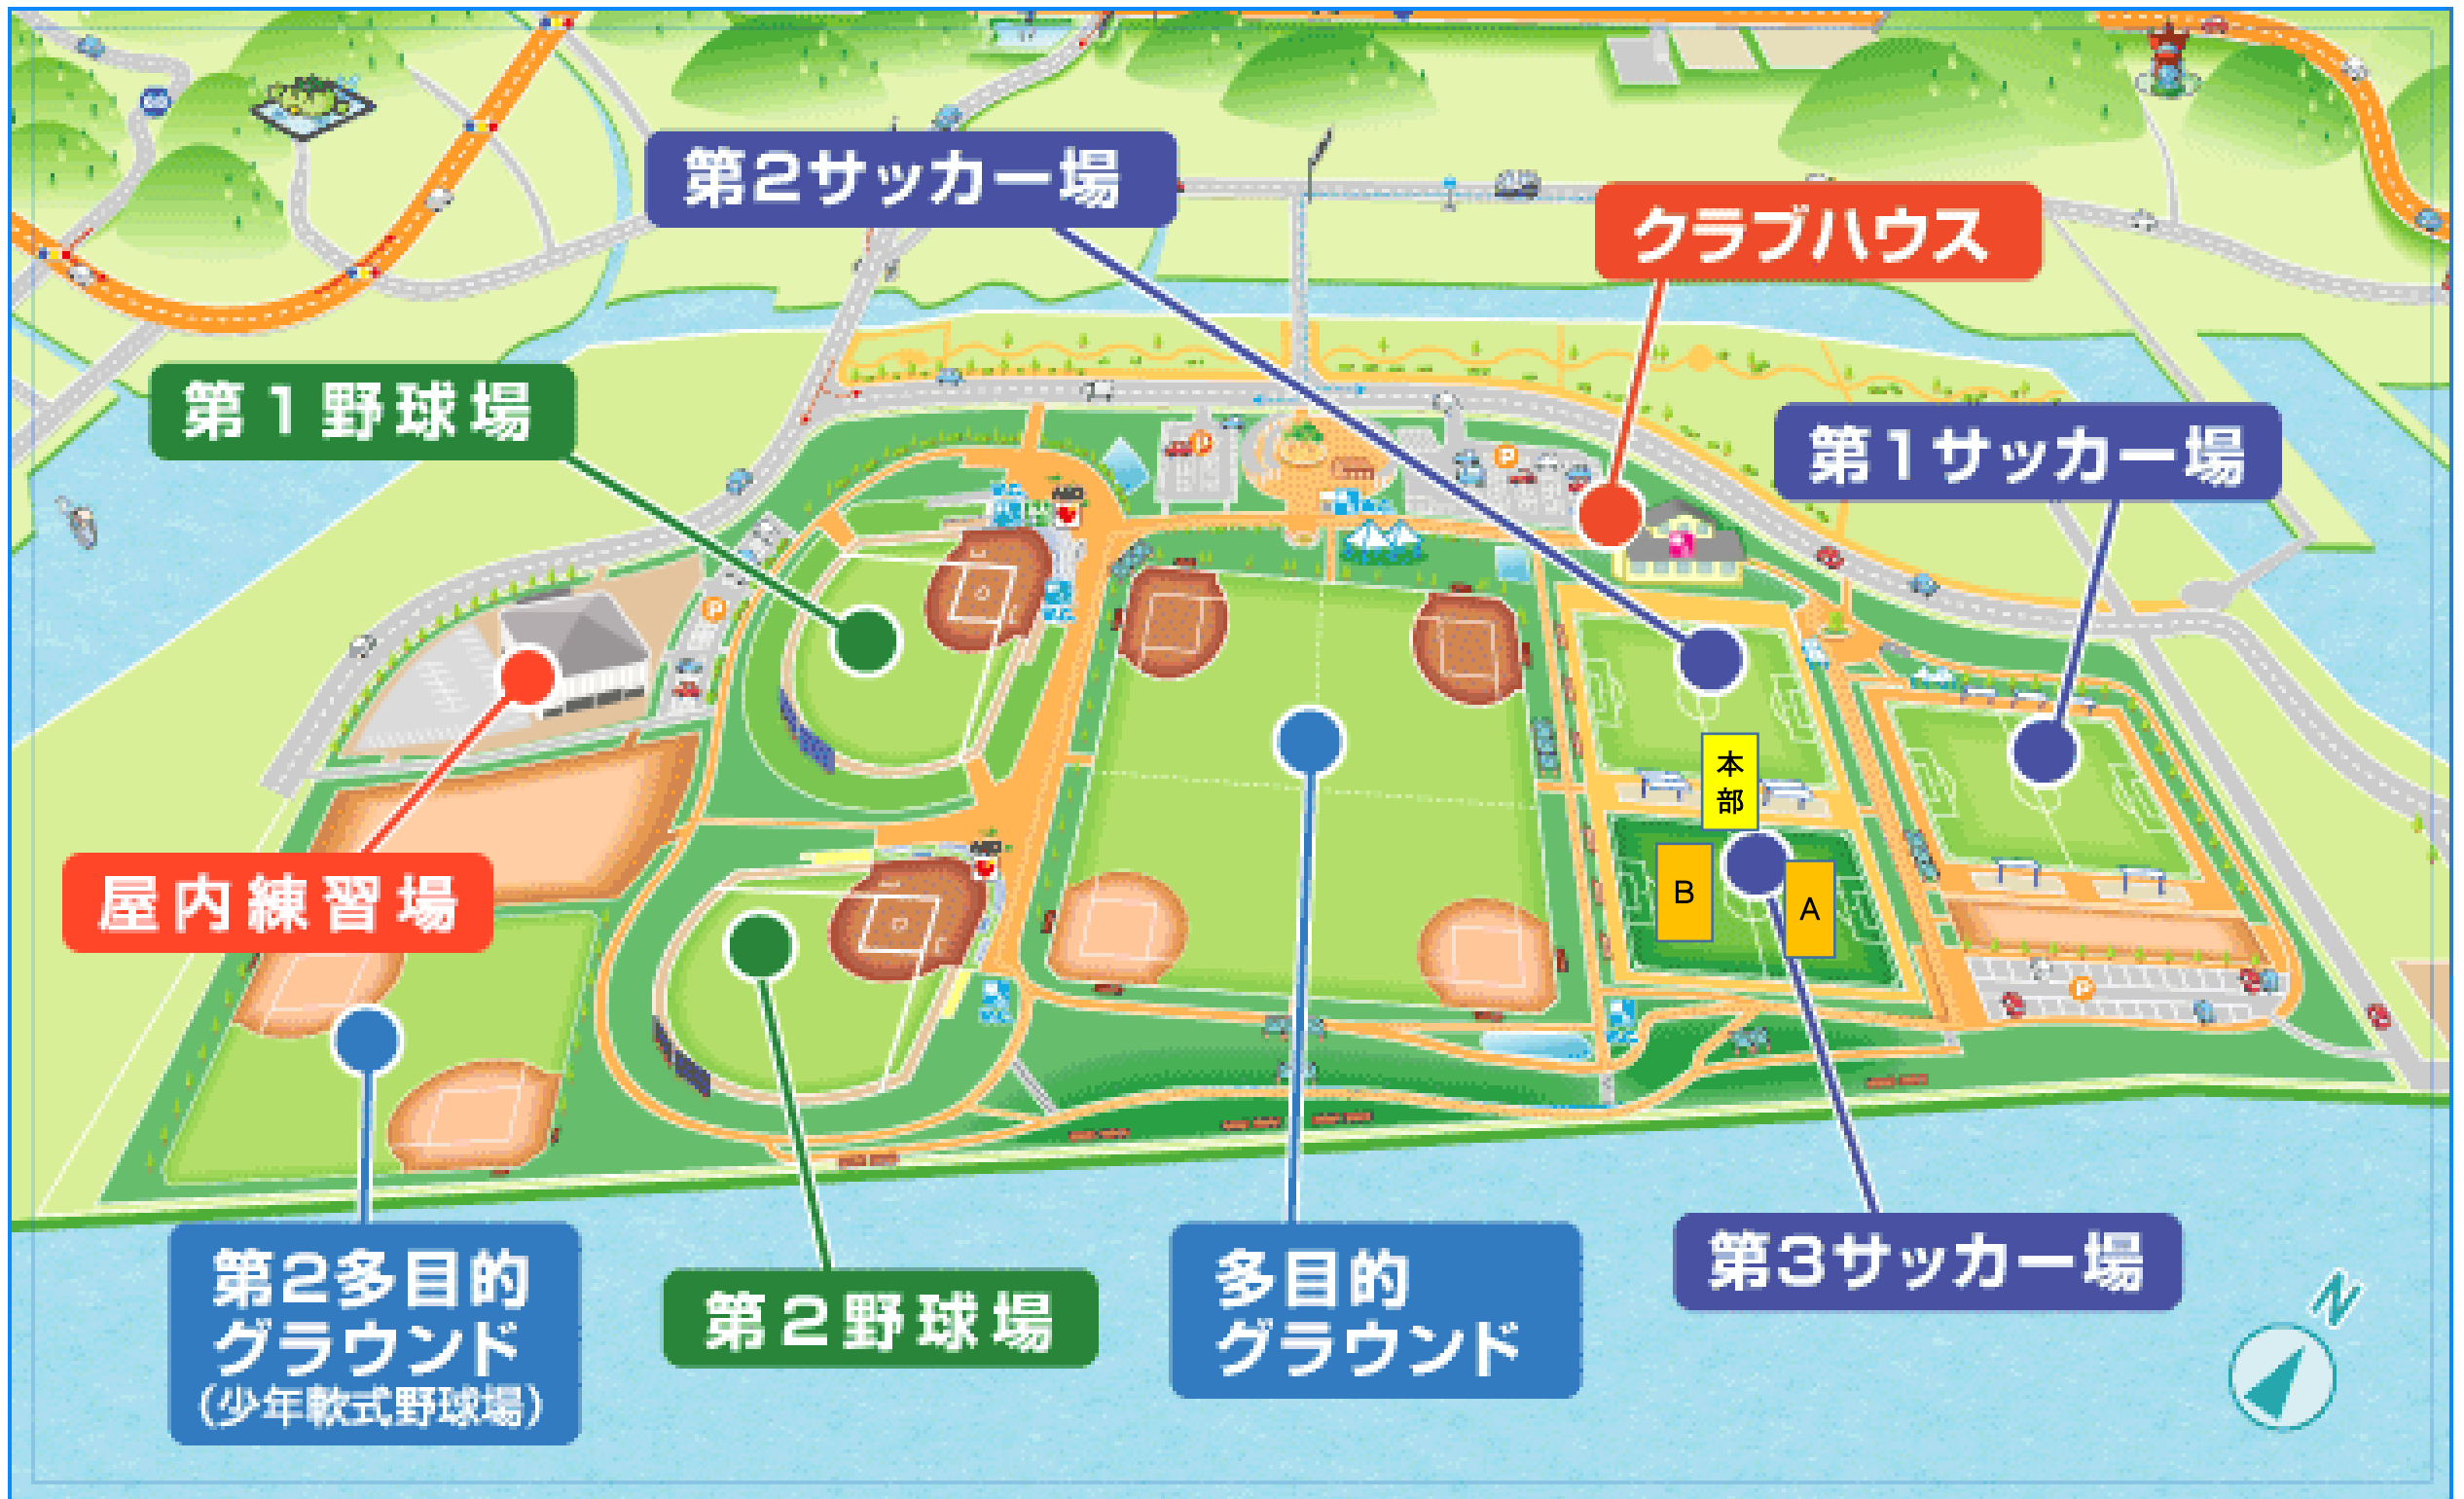 第2サッカー場
クラブハウス
第1野球場
第1サッカー場
P
P
P
本
部
B
A
屋内練習場
P
第2多目的
グラウンド
(少年軟式野球場)
第2野球場
多目的
グラウンド
第3サッカー場
N